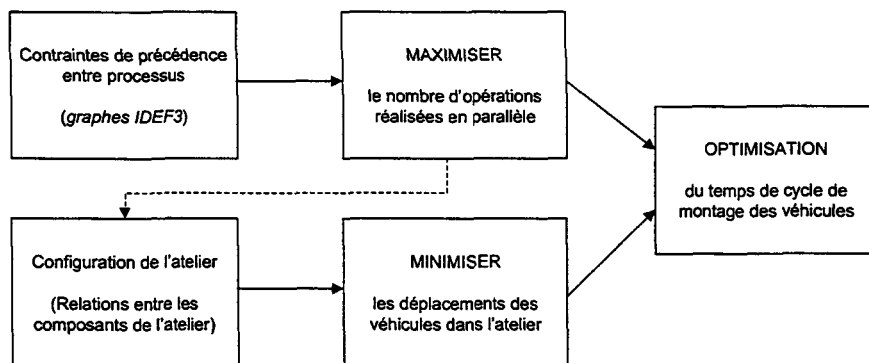 Contraintes de précédence
entre processus
(graphes IDEF3)
MAXIMISER
le nombre d'opérations
réalisées en parallèle
OPTIMISATION
du temps de cycle de
montage des véhicules
Configuration de l'atelier
(Relations entre les
composants de l'atelier)
MINIMISER
les déplacements des
véhicules dans l'atelier